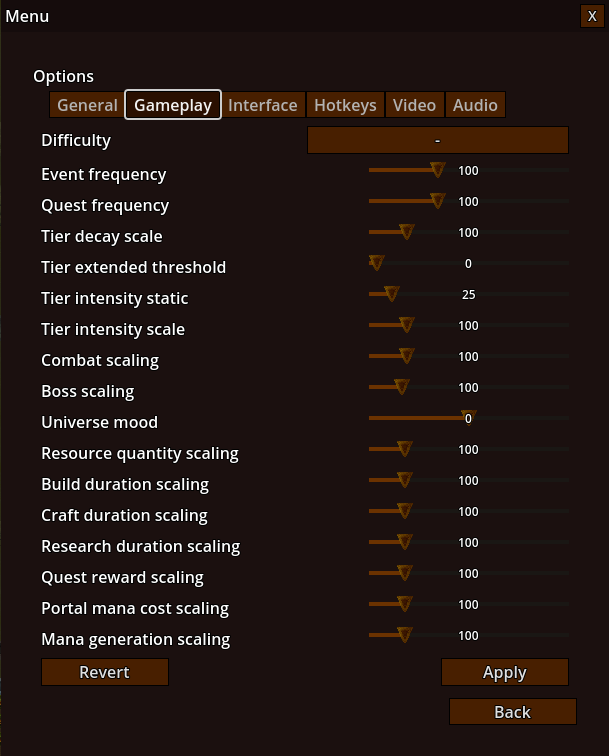 Menu X
Options
General Gameplay Interface Hotkeys Video Audio
Difficulty -
Event frequency 100
Quest frequency 100
Tier decay scale 100
Tier extended threshold 0
Tier intensity static 25
Tier intensity scale 100
Combat scaling 100
Boss scaling 100
Universe mood 0
Resource quantity scaling 100
Build duration scaling 100
Craft duration scaling 100
Research duration scaling 100
Quest reward scaling 100
Portal mana cost scaling 100
Mana generation scaling 100
Revert Apply
Back